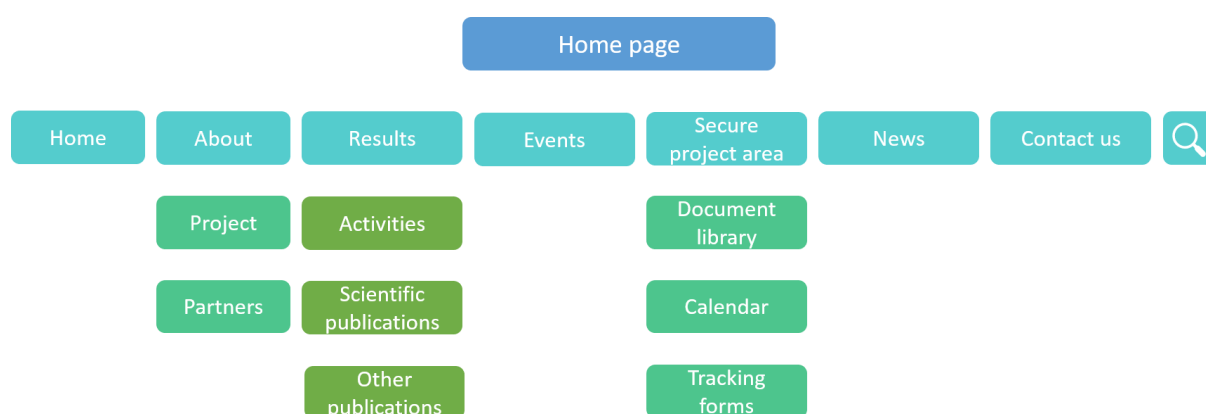 Home page
Home
About
Results
Events
Secure
project area
News
Contact us
Project
Activities
Document
library
Partners
Scientific
publications
Calendar
Other
publications
Tracking
forms